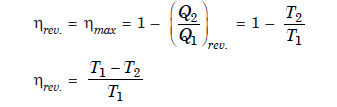 η_rev. = η_max = 1 − (Q₂/Q₁)_rev. = 1 − T₂/T₁
η_rev. = (T₁ − T₂)/T₁